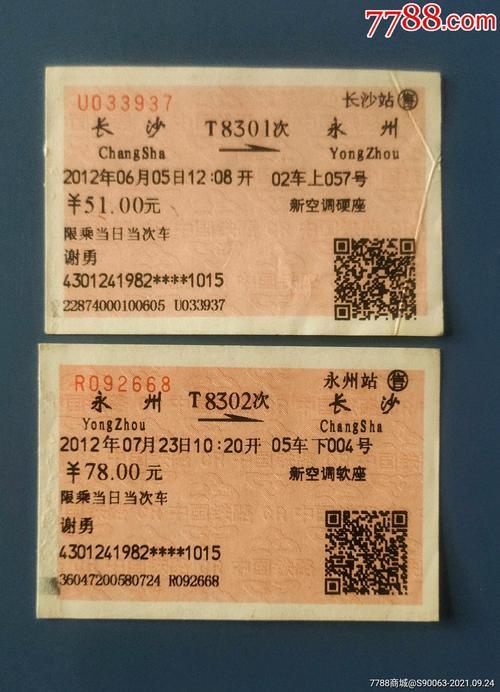 7788.com
U033937 长沙站 售
长沙 T8301次 永州
ChangSha YongZhou
2012年06月05日12:08开 02车上057号
￥51.00元 新空调硬座
限乘当日当次车
谢勇
4301241982****1015
22874000100605 U033937
R092668 永州站 售
永州 T8302次 长沙
YongZhou ChangSha
2012年07月23日10:20开 05车下004号
￥78.00元 新空调软座
限乘当日当次车
谢勇
4301241982****1015
36047200580724 R092668
7788商城@S90063-2021.09.24